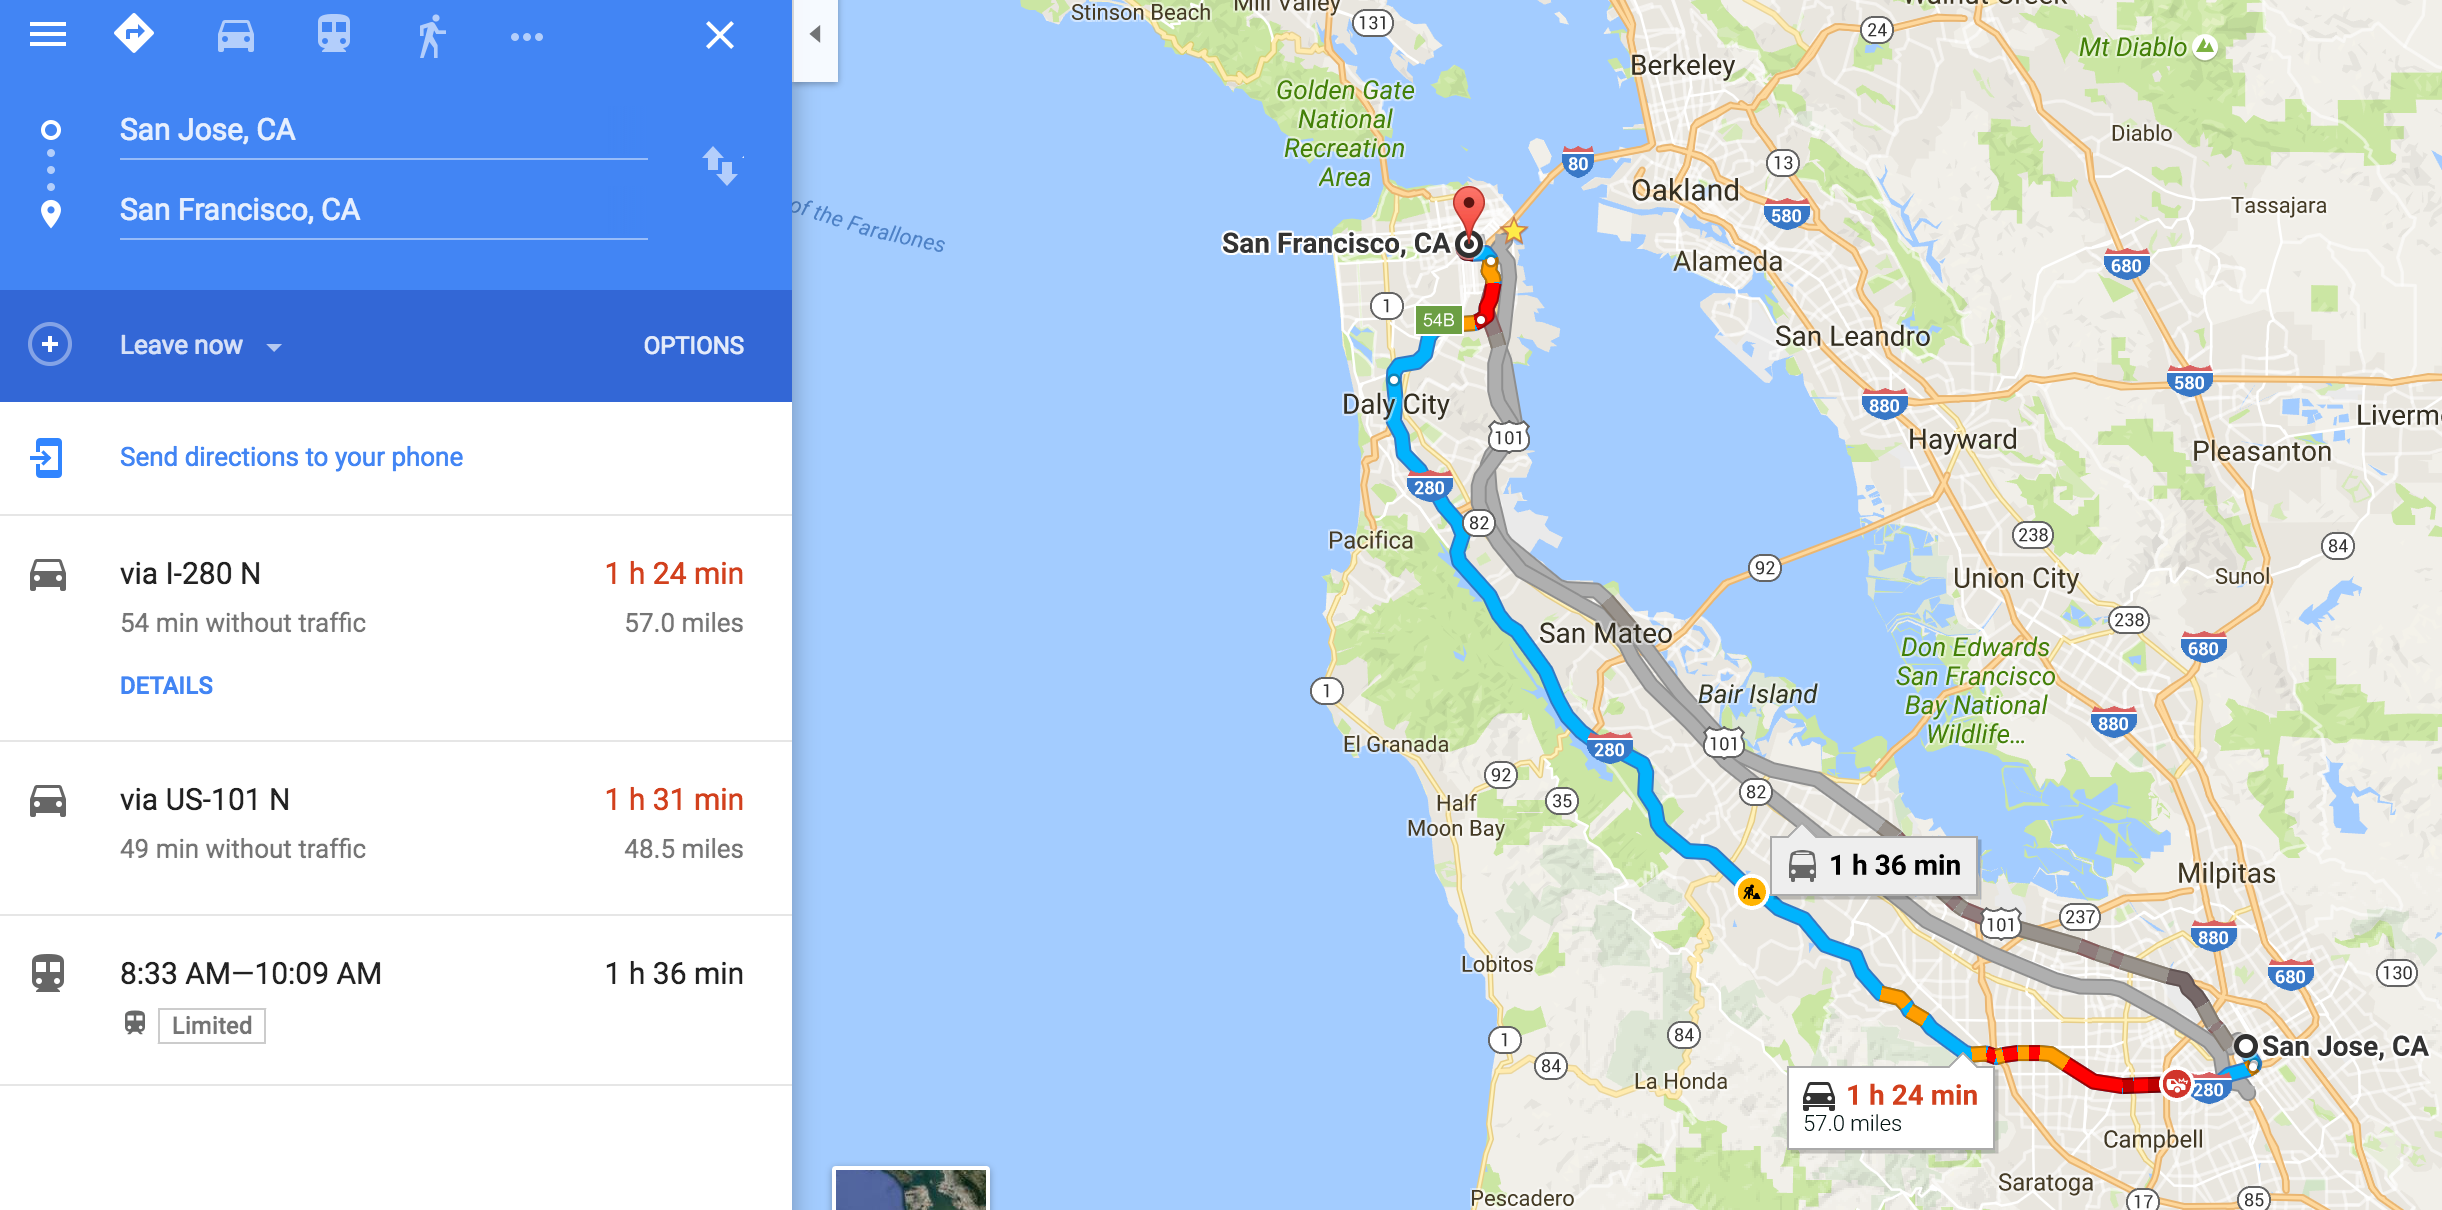 San Jose, CA
San Francisco, CA
Leave now
OPTIONS
Send directions to your phone
via I-280 N
1 h 24 min
54 min without traffic
57.0 miles
DETAILS
via US-101 N
1 h 31 min
49 min without traffic
48.5 miles
8:33 AM—10:09 AM
1 h 36 min
Limited
Stinson Beach
Mill Valley
131
Walnut Creek
24
Mt Diablo
Berkeley
Golden Gate
National
Recreation
Area
Diablo
80
13
Oakland
580
Tassajara
of the Farallones
San Francisco, CA
Alameda
680
1
54B
San Leandro
580
Daly City
880
Liverm
101
Hayward
Pleasanton
280
82
Pacifica
238
84
92
Union City
Sunol
238
San Mateo
680
Don Edwards
San Francisco
Bay National
Wildlife...
1
Bair Island
880
El Granada
280
101
92
35
82
Half
Moon Bay
1 h 36 min
Milpitas
101
237
880
Lobitos
680
130
1
84
84
San Jose, CA
La Honda
1 h 24 min
57.0 miles
280
Campbell
Saratoga
Pescadero
17
85